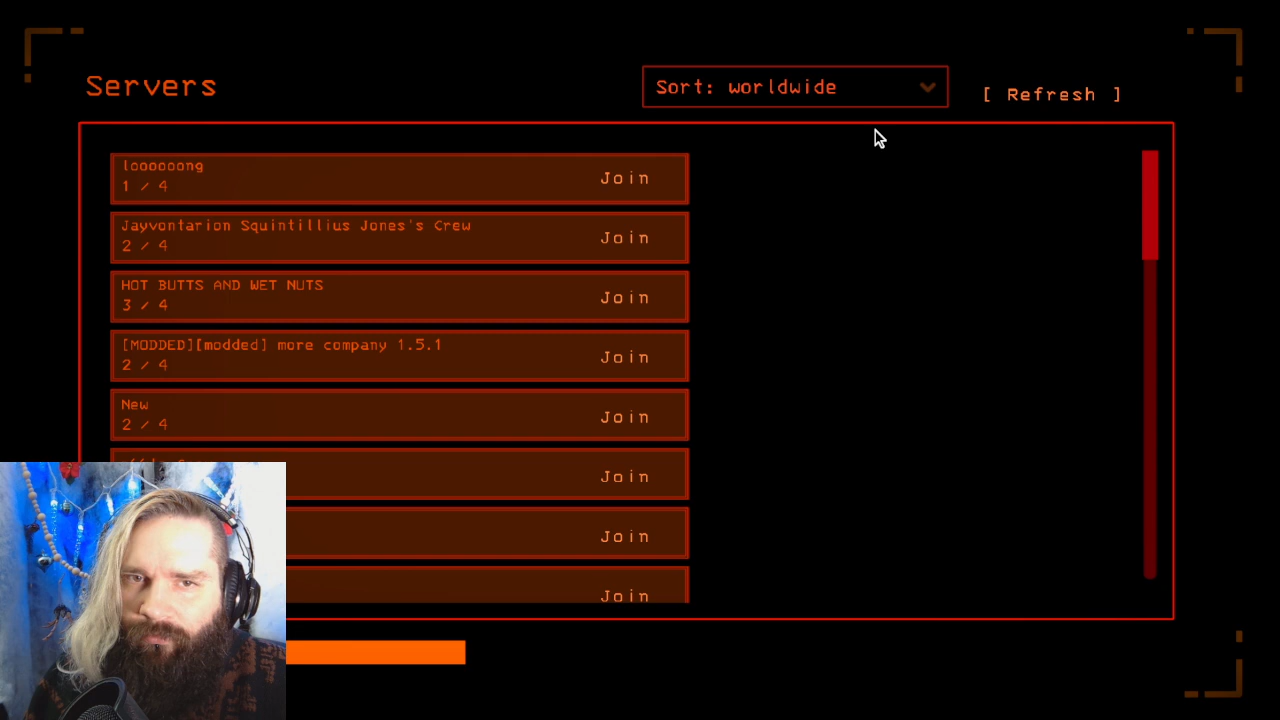 Servers
Sort: worldwide
[ Refresh ]
loooooong
1 / 4
Join
Jayvontarion Squintillius Jones's Crew
2 / 4
Join
HOT BUTTS AND WET NUTS
3 / 4
Join
[MODDED][modded] more company 1.5.1
2 / 4
Join
New
2 / 4
Join
Join
Join
Join